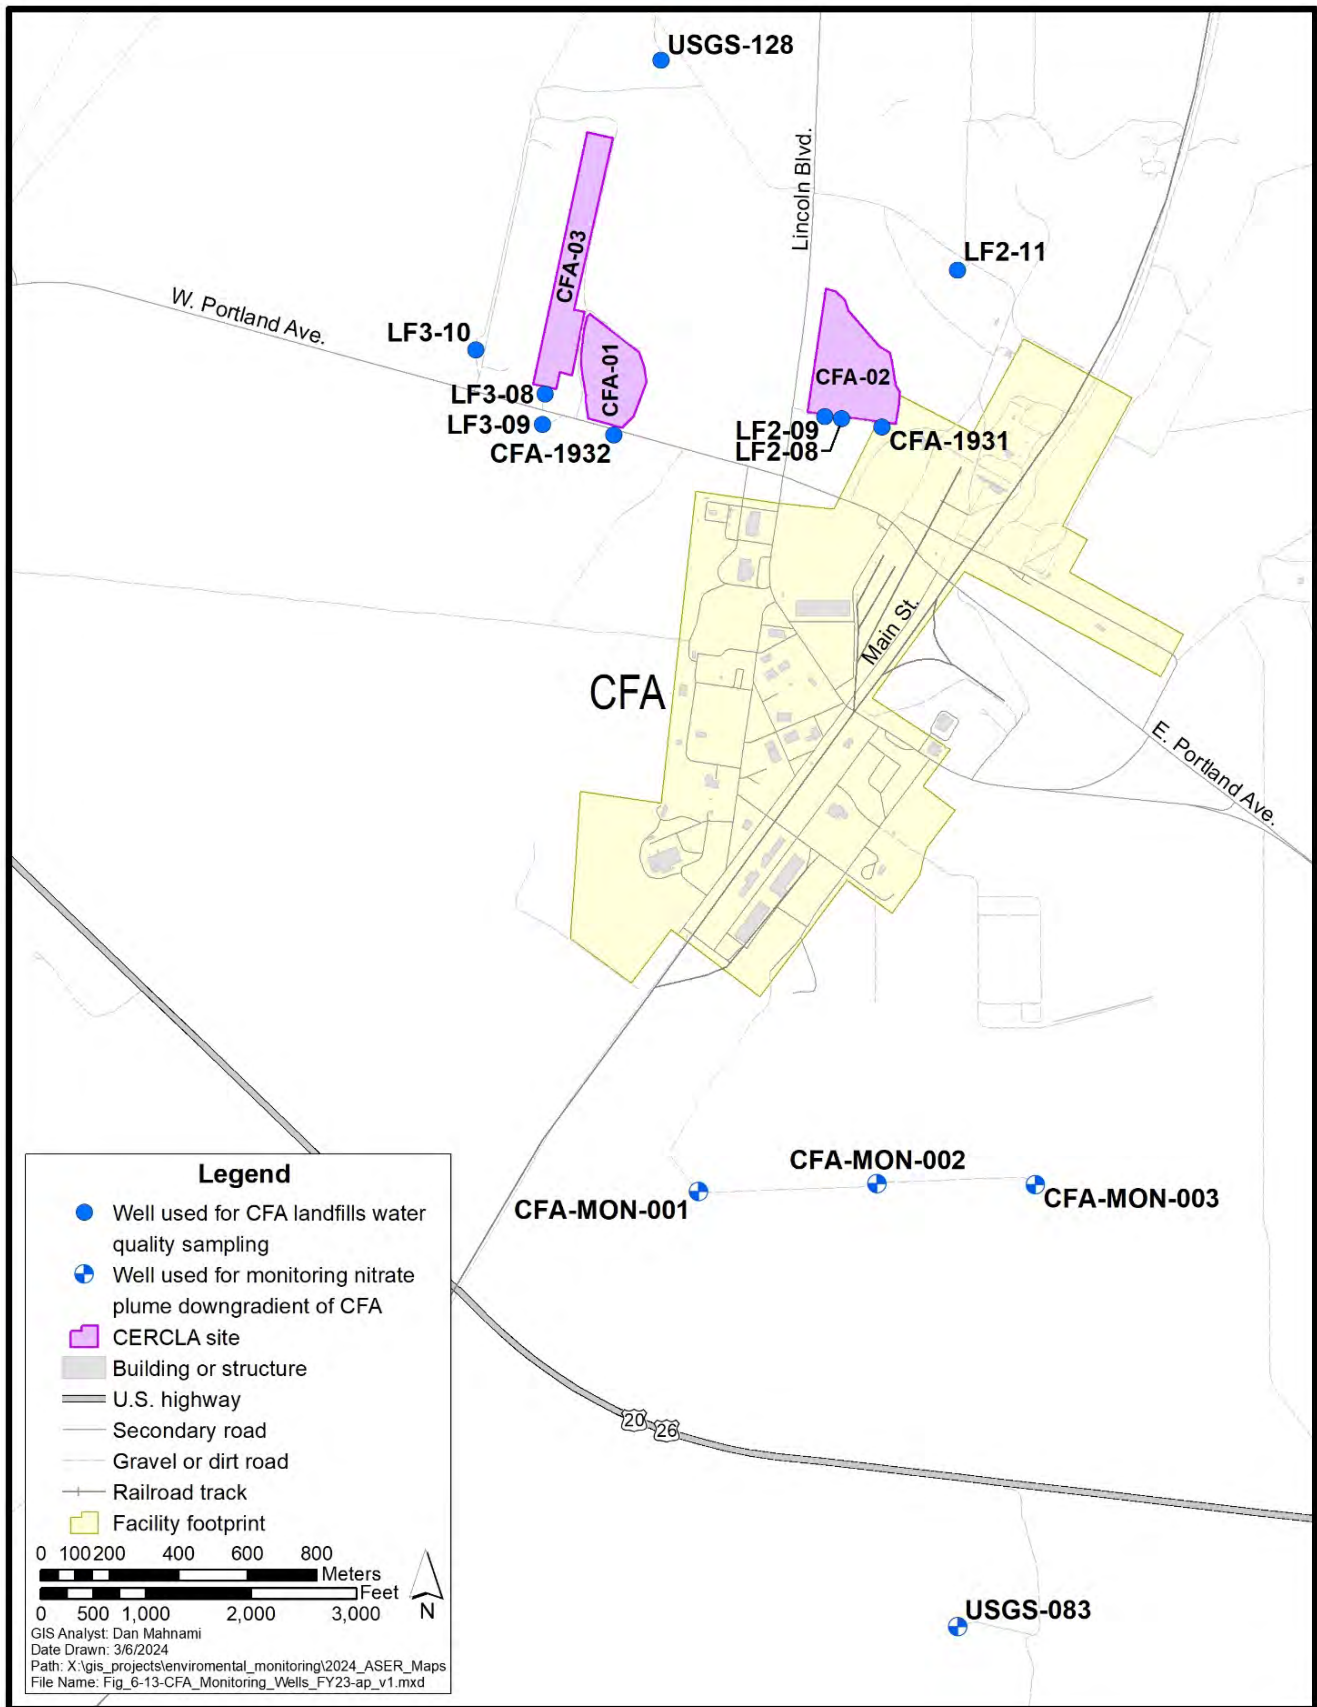 USGS-128
Lincoln Blvd.
CFA-03
LF2-11
W. Portland Ave.
LF3-10
CFA-01
CFA-02
LF3-08
LF3-09
CFA-1932
LF2-09
LF2-08
CFA-1931
Main St.
CFA
E. Portland Ave.
CFA-MON-001
CFA-MON-002
CFA-MON-003
20
26
USGS-083
Legend
Well used for CFA landfills water
quality sampling
Well used for monitoring nitrate
plume downgradient of CFA
CERCLA site
Building or structure
U.S. highway
Secondary road
Gravel or dirt road
Railroad track
Facility footprint
0 100 200 400 600 800
Meters
Feet
0 500 1,000 2,000 3,000
N
GIS Analyst: Dan Mahnami
Date Drawn: 3/6/2024
Path: X:\gis_projects\enviromental_monitoring\2024_ASER_Maps
File Name: Fig_6-13-CFA_Monitoring_Wells_FY23-ap_v1.mxd